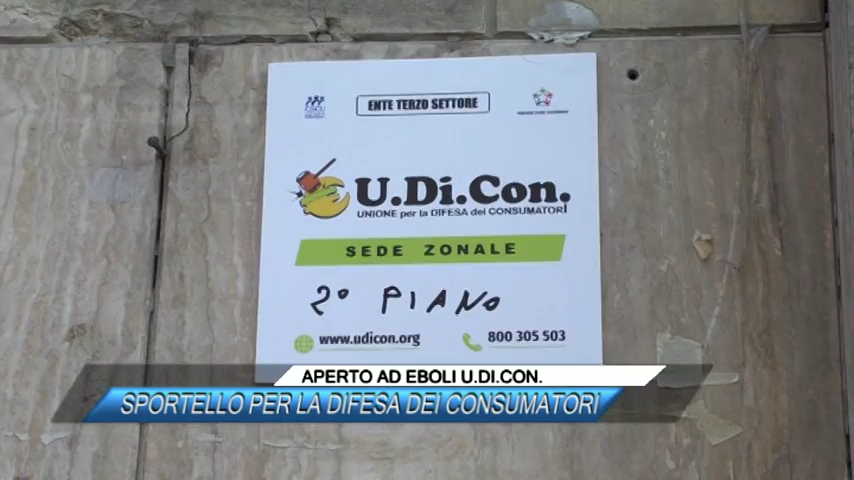 ENTE TERZO SETTORE
U.Di.Con.
UNIONE per la DIFESA dei CONSUMATORI
SEDE ZONALE
2° PIANO
www.udicon.org
800 305 503
APERTO AD EBOLI U.DI.CON.
SPORTELLO PER LA DIFESA DEI CONSUMATORI